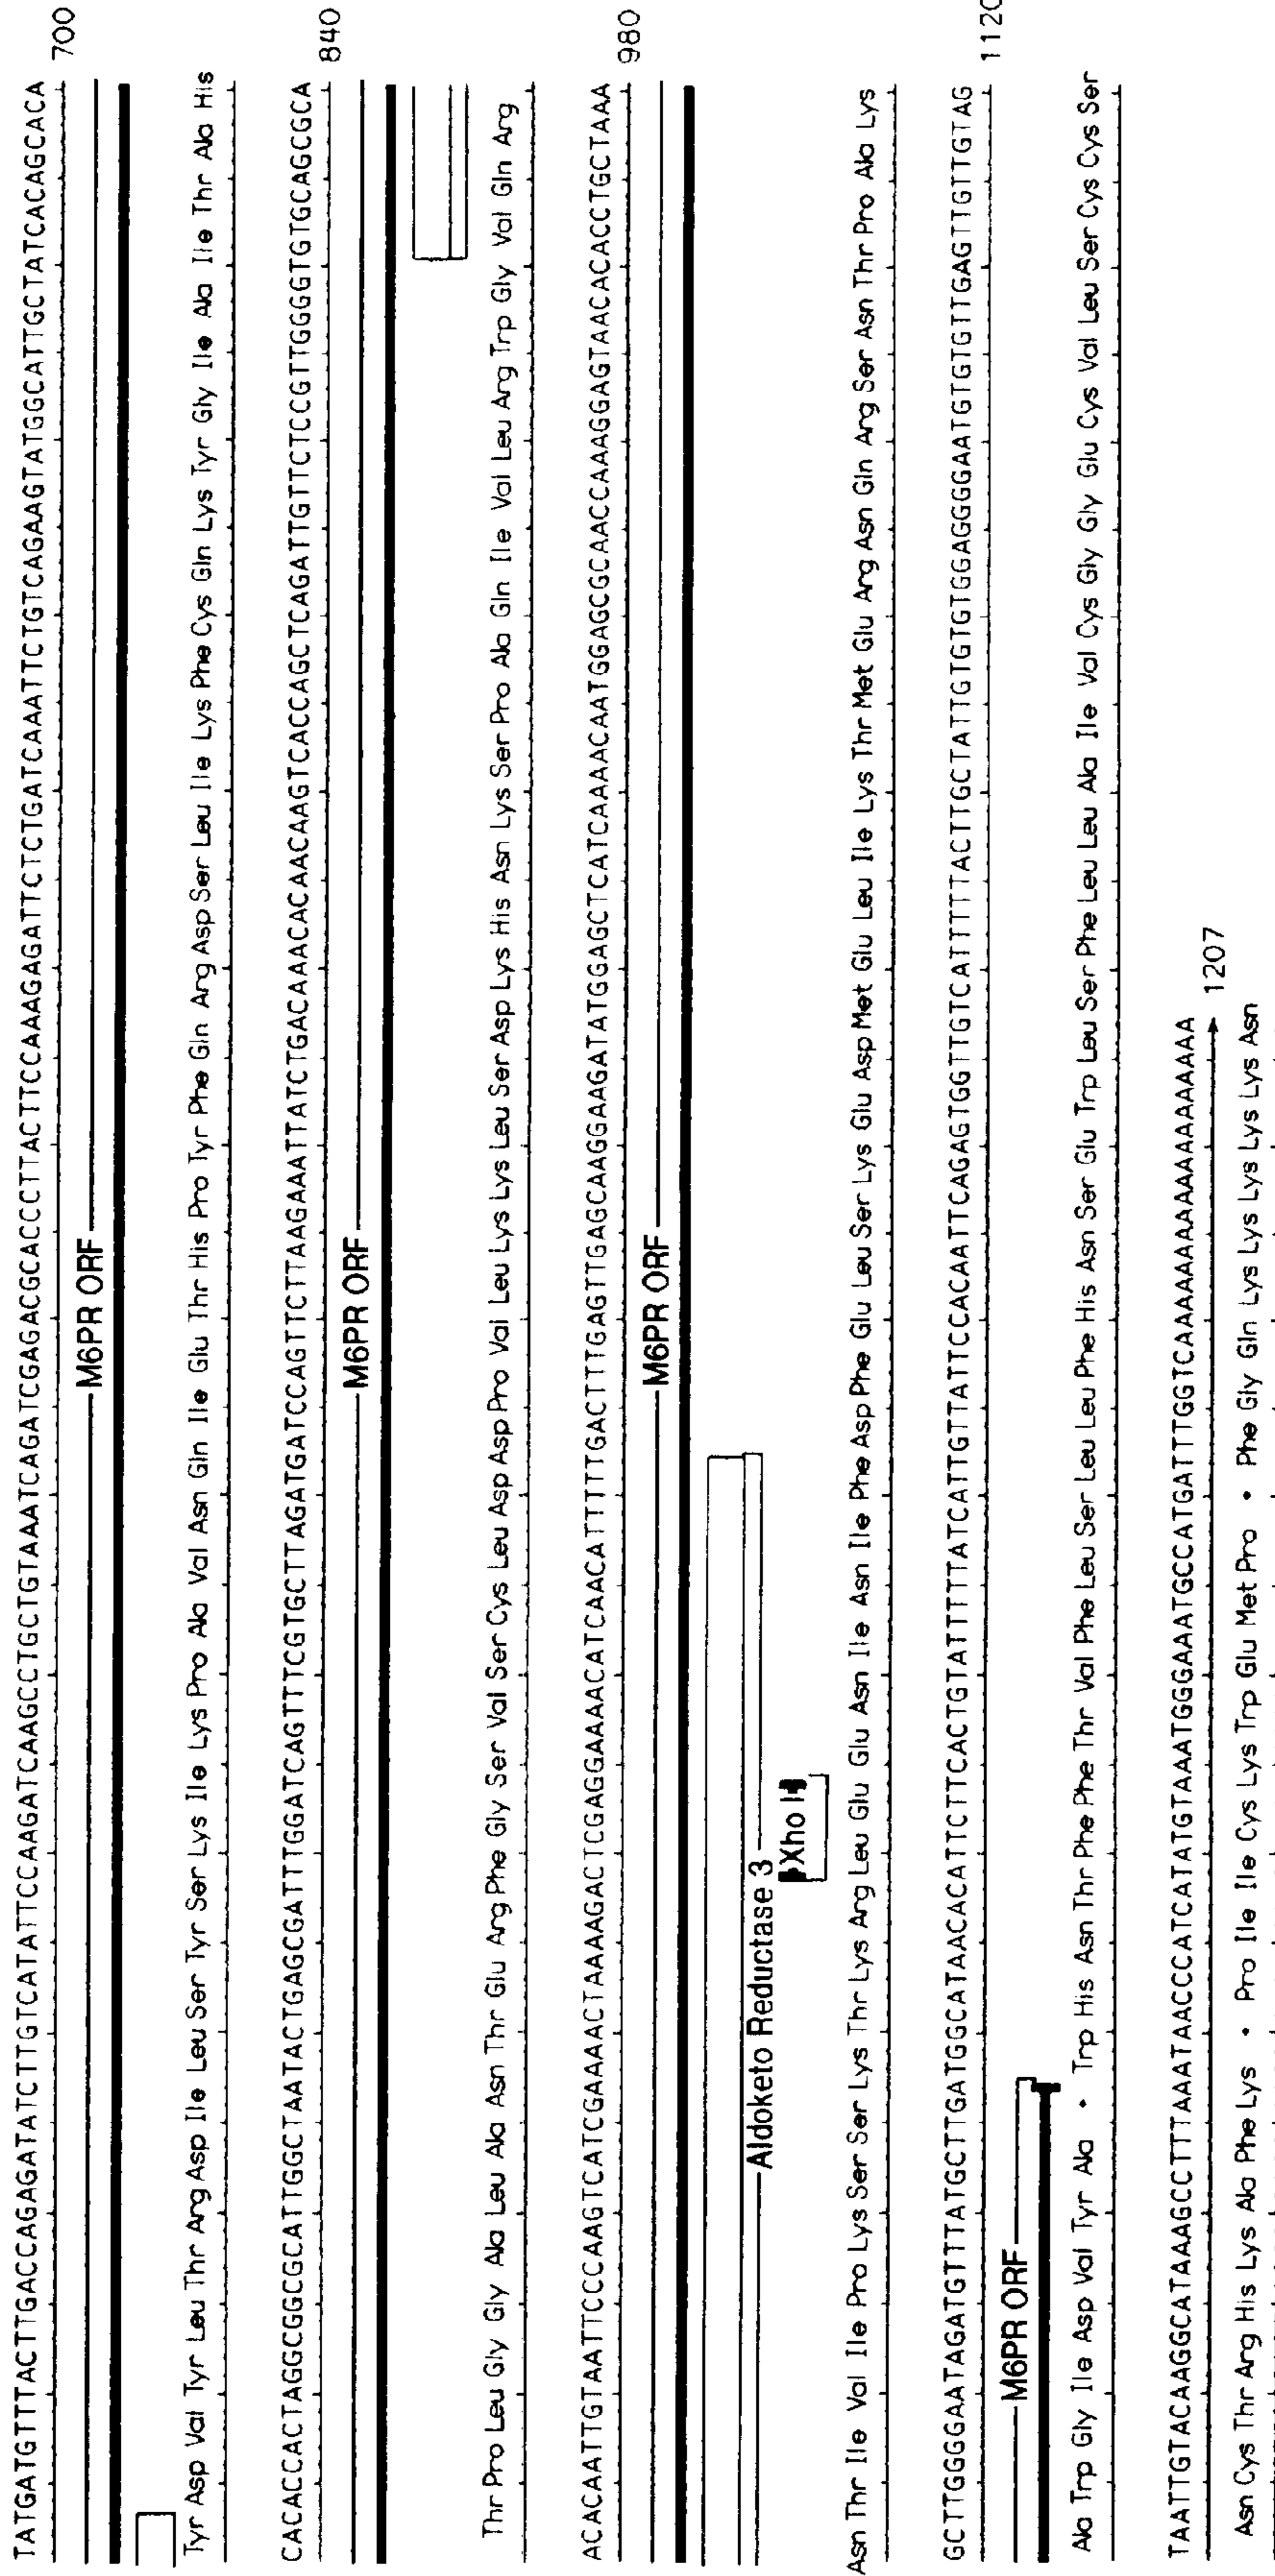 TATGATGTTTACTTGACCAGAGATATCTTGTCATATTCCAAGATCAAGCCTGCTGTAAATCAGATCGAGACGCACCCTTACTTCCAAAGAGATTCTCTGATCAAATTCTGTCAGAAGTATGGCATTGCTATCACAGCACA
700
M6PR ORF
Tyr Asp Val Tyr Leu Thr Arg Asp Ile Leu Ser Tyr Ser Lys Ile Lys Pro Ala Val Asn Gln Ile Glu Thr His Pro Tyr Phe Gln Arg Asp Ser Leu Ile Lys Phe Cys Gln Lys Tyr Gly Ile Ala Ile Thr Ala His
CACACCACTAGGCGGCGCATTGGCTAATACTGAGCGATTTGGATCAGTTTCGTGCTTAGATGATCCAGTTCTTAAGAAATTATCTGACAAACACAACAAGTCACCAGCTCAGATTGTTCTCCGTTGGGGTGTGCAGCGCA
840
M6PR ORF
Thr Pro Leu Gly Gly Ala Leu Ala Asn Thr Glu Arg Phe Gly Ser Val Ser Cys Leu Asp Asp Pro Val Leu Lys Lys Leu Ser Asp Lys His Asn Lys Ser Pro Ala Gln Ile Val Leu Arg Trp Gly Val Gln Arg
ACACAATTGTAATTCCCAAGTCATCGAAAACTAAAAGACTCGAGGAAAACATCAACATTTTTGACTTTGAGTTGAGCAAGGAAGATATGGAGCTCATCAAAACAATGGAGCGCAACCAAAGGAGTAACACACCTGCTAAA
980
M6PR ORF
Aldoketo Reductase 3
Xho I
Asn Thr Ile Val Ile Pro Lys Ser Ser Lys Thr Lys Arg Leu Glu Glu Asn Ile Asn Ile Phe Asp Phe Glu Leu Ser Lys Glu Asp Met Glu Leu Ile Lys Thr Met Glu Arg Asn Gln Arg Ser Asn Thr Pro Ala Lys
GCTTGGGGAATAGATGTTTATGCTTGATGGCATAACACATTCTTCACTGTATTTTTATCATTGTTATTCCACAATTCAGAGTGGTTGTCATTTTTACTTGCTATTGTGTGTGGAGGGGAATGTGTGTTGAGTTGTTGTAG
1120
M6PR ORF
Ala Trp Gly Ile Asp Val Tyr Ala • Trp His Asn Thr Phe Phe Thr Val Phe Leu Ser Leu Leu Phe His Asn Ser Glu Trp Leu Ser Phe Leu Leu Ala Ile Val Cys Gly Gly Glu Cys Val Leu Ser Cys Cys Ser
TAATTGTACAAGGCATAAAGCCTTTAAATAACCCATCATATGTAAATGGAAATGCCATGATTTGGTCAAAAAAAAAAAAAAAAAAA
1207
Asn Cys Thr Arg His Lys Ala Phe Lys • Pro Ile Ile Cys Lys Trp Glu Met Pro • Phe Gly Gln Lys Lys Lys Lys Lys Asn